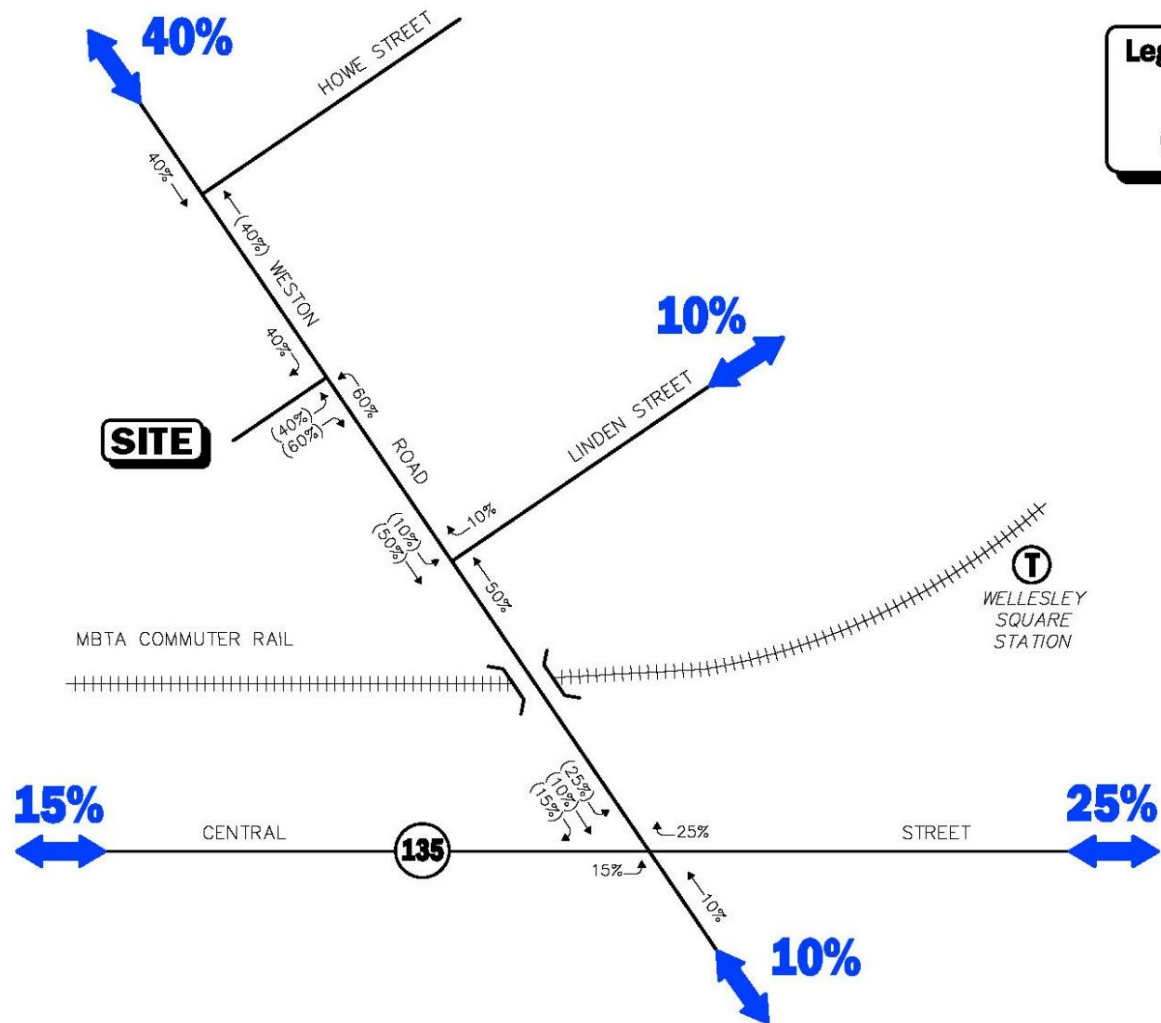 40%
HOWE STREET
Leg
40%
(40%)
WESTON
10%
40%
60%
SITE
(40%)
(60%)
ROAD
LINDEN STREET
10%
(10%)
(50%)
50%
T
WELLESLEY
SQUARE
STATION
MBTA COMMUTER RAIL
(25%)
(10%)
(15%)
15%
25%
CENTRAL
135
25%
STREET
15%
10%
10%